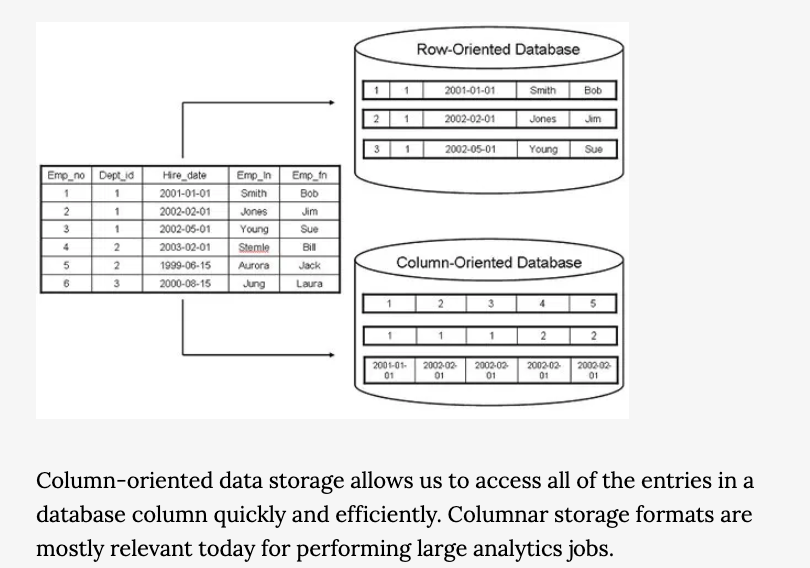 Row-Oriented Database
1 1 2001-01-01 Smith Bob
2 1 2002-02-01 Jones Jim
3 1 2002-05-01 Young Sue
Emp_no Dept_id Hire_date Emp_ln Emp_fn
1 1 2001-01-01 Smith Bob
2 1 2002-02-01 Jones Jim
3 1 2002-05-01 Young Sue
4 2 2003-02-01 Stemle Bill
5 2 1999-06-15 Aurora Jack
6 3 2000-08-15 Jung Laura
Column-Oriented Database
1 2 3 4 5
1 1 1 2 2
2001-01- 2002-02- 2002-02- 2002-02- 2002-02-
01 01 01 01 01
Column-oriented data storage allows us to access all of the entries in a
database column quickly and efficiently. Columnar storage formats are
mostly relevant today for performing large analytics jobs.